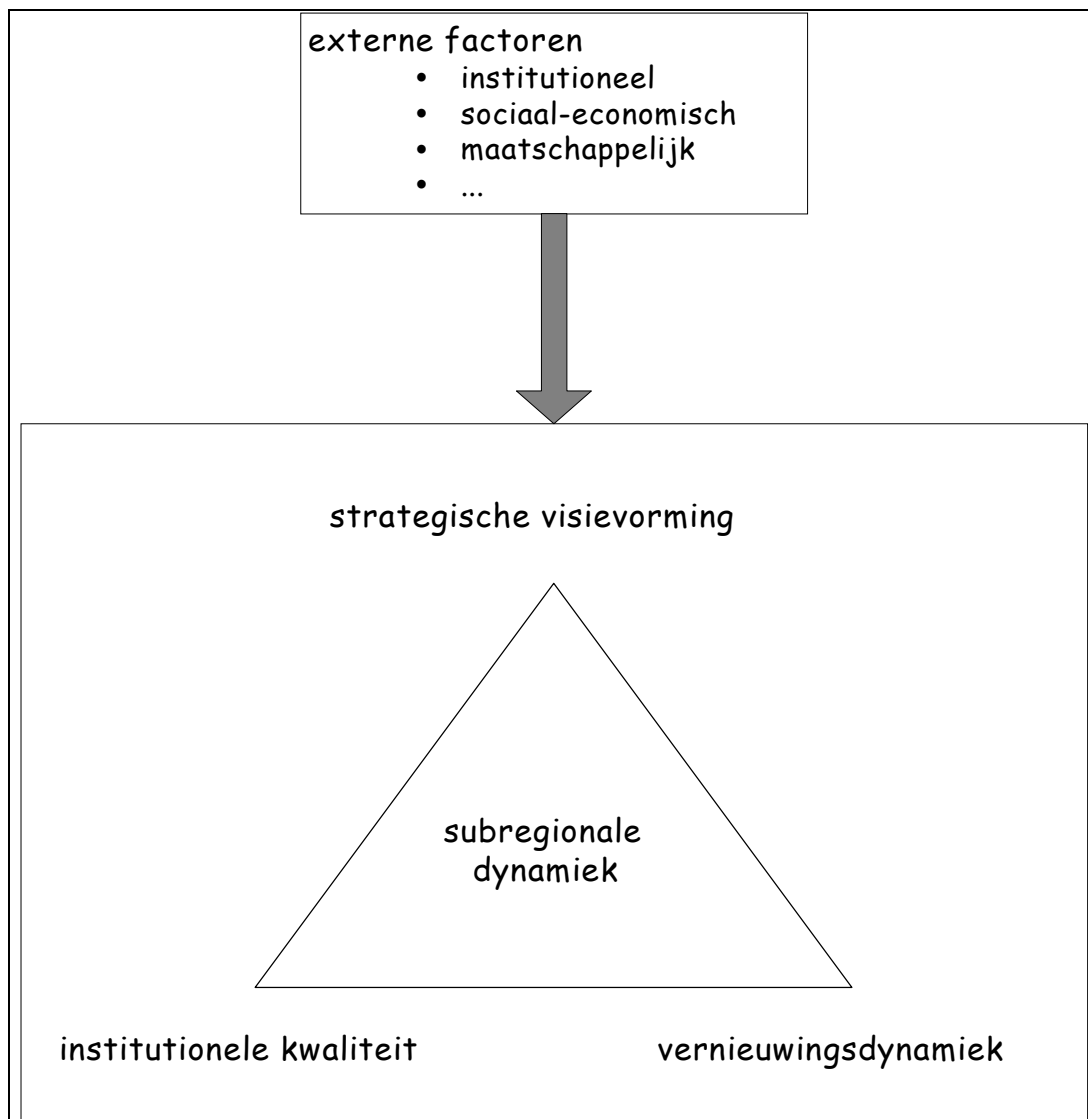 externe factoren
• institutioneel
• sociaal-economisch
• maatschappelijk
• ...
strategische visievorming
subregionale
dynamiek
institutionele kwaliteit
vernieuwingsdynamiek